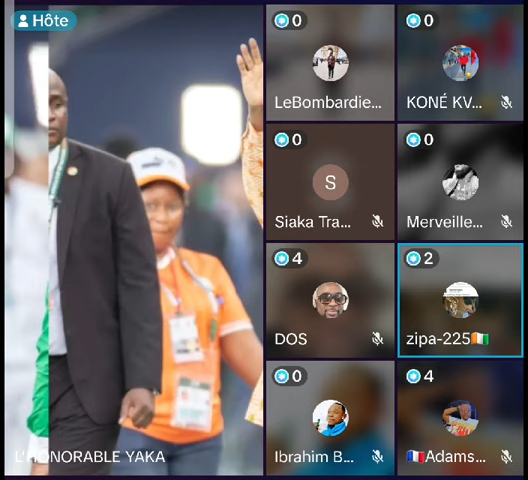 Hôte
0
LeBombardie...
0
KONÉ KV...
0
S
Siaka Tra...
0
Merveille...
4
DOS
2
zipa-225🇨🇮
0
Ibrahim B...
4
🇫🇷Adams...
L'HONORABLE YAKA